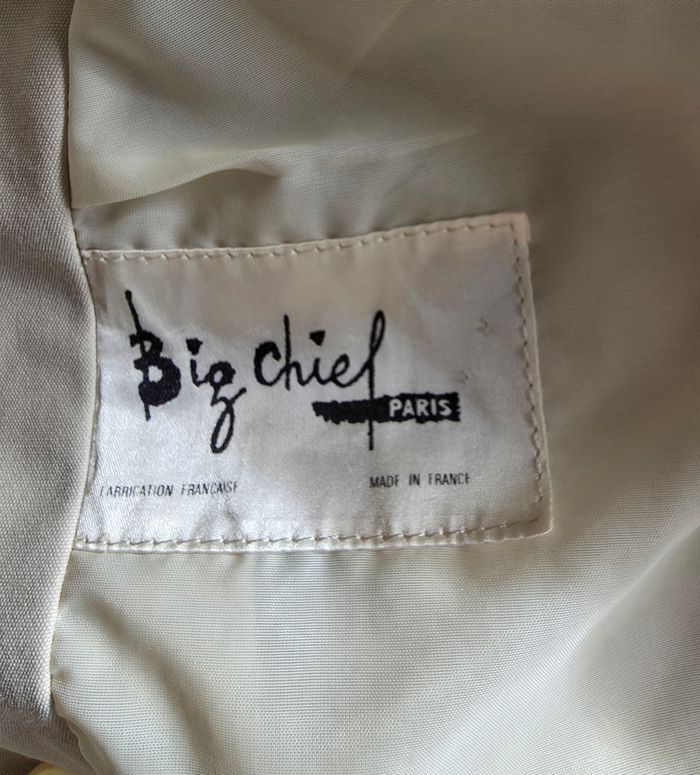 Big Chief
PARIS
FABRICATION FRANCAISE
MADE IN FRANCE